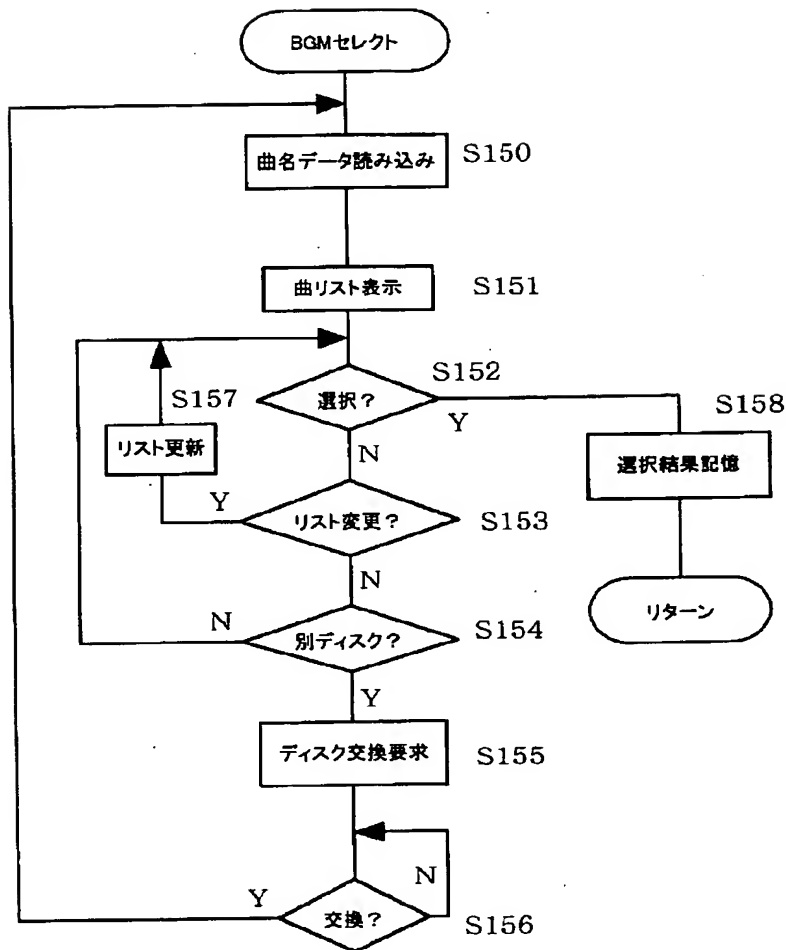 BGMセレクト
曲名データ読み込み
S150
曲リスト表示
S151
選択？
S152
Y
N
S157
リスト更新
Y
リスト変更？
S153
N
S158
選択結果記憶
リターン
N
別ディスク？
S154
Y
ディスク交換要求
S155
Y
交換？
N
S156